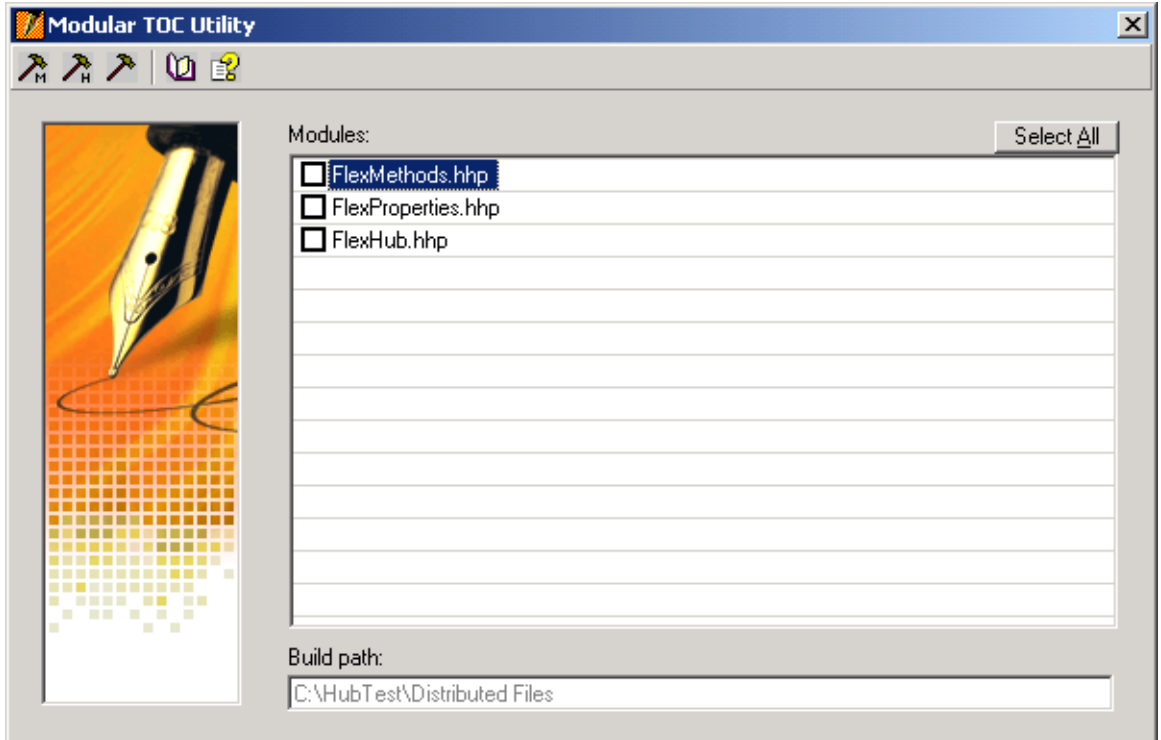 Modular TOC Utility
M H
Modules:
Select All
FlexMethods.hhp
FlexProperties.hhp
FlexHub.hhp
Build path:
C:\HubTest\Distributed Files